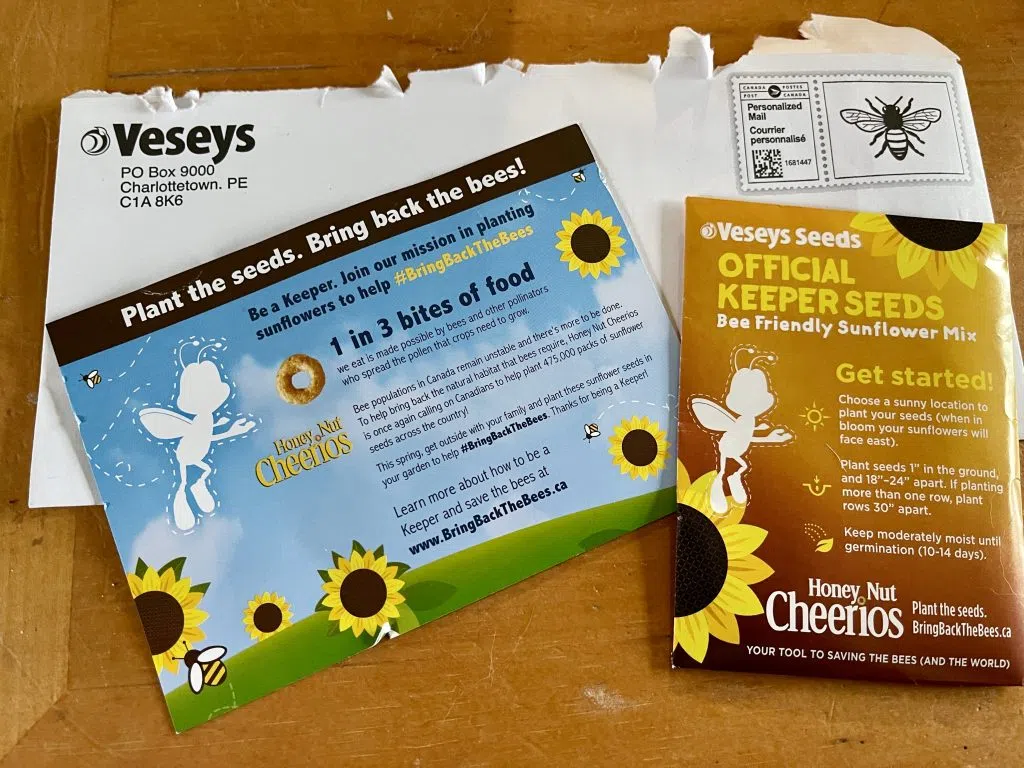 Veseys
PO Box 9000
Charlottetown, PE
C1A 8K6
CANADA POSTES
POST CANADA
Personalized
Mail
Courrier
personnalisé
1681447
Plant the seeds. Bring back the bees!
Be a Keeper. Join our mission in planting
sunflowers to help #BringBackTheBees
1 in 3 bites of food
we eat is made possible by bees and other pollinators
who spread the pollen that crops need to grow.
Honey Nut
Cheerios
Bee populations in Canada remain unstable and there's more to be done.
To help bring back the natural habitat that bees require, Honey Nut Cheerios
is once again calling on Canadians to help plant 475,000 packs of sunflower
seeds across the country!
This spring, get outside with your family and plant these sunflower seeds in
your garden to help #BringBackTheBees. Thanks for being a Keeper!
Learn more about how to be a
Keeper and save the bees at
www.BringBackTheBees.ca
Veseys Seeds
OFFICIAL
KEEPER SEEDS
Bee Friendly Sunflower Mix
Get started!
Choose a sunny location to
plant your seeds (when in
bloom your sunflowers will
face east).
Plant seeds 1" in the ground,
and 18"-24" apart. If planting
more than one row, plant
rows 30" apart.
Keep moderately moist until
germination (10-14 days).
Honey Nut
Cheerios
Plant the seeds.
BringBackTheBees.ca
YOUR TOOL TO SAVING THE BEES (AND THE WORLD)